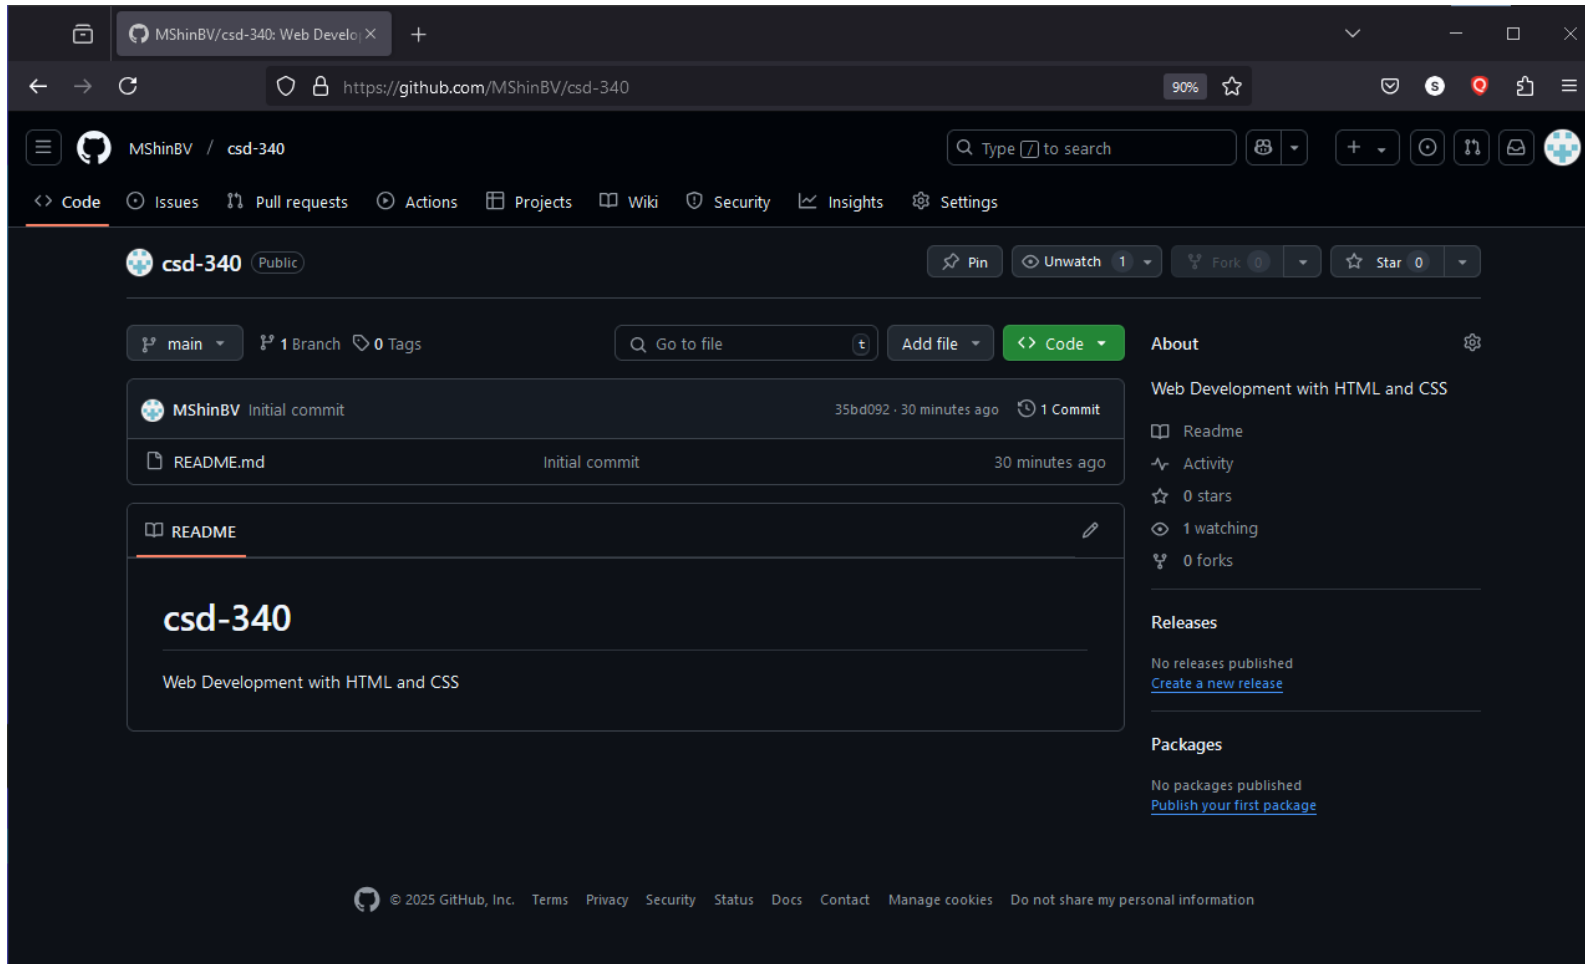 MShinBV/csd-340: Web Develo
https://github.com/MShinBV/csd-340 90% S
MShinBV / csd-340 Type / to search
Code Issues Pull requests Actions Projects Wiki Security Insights Settings
csd-340 Public Pin Unwatch 1 Fork 0 Star 0
main 1 Branch 0 Tags Go to file t Add file Code
MShinBV Initial commit 35bd092 · 30 minutes ago 1 Commit
README.md Initial commit 30 minutes ago
README
csd-340
Web Development with HTML and CSS
About
Web Development with HTML and CSS
Readme
Activity
0 stars
1 watching
0 forks
Releases
No releases published
Create a new release
Packages
No packages published
Publish your first package
© 2025 GitHub, Inc. Terms Privacy Security Status Docs Contact Manage cookies Do not share my personal information